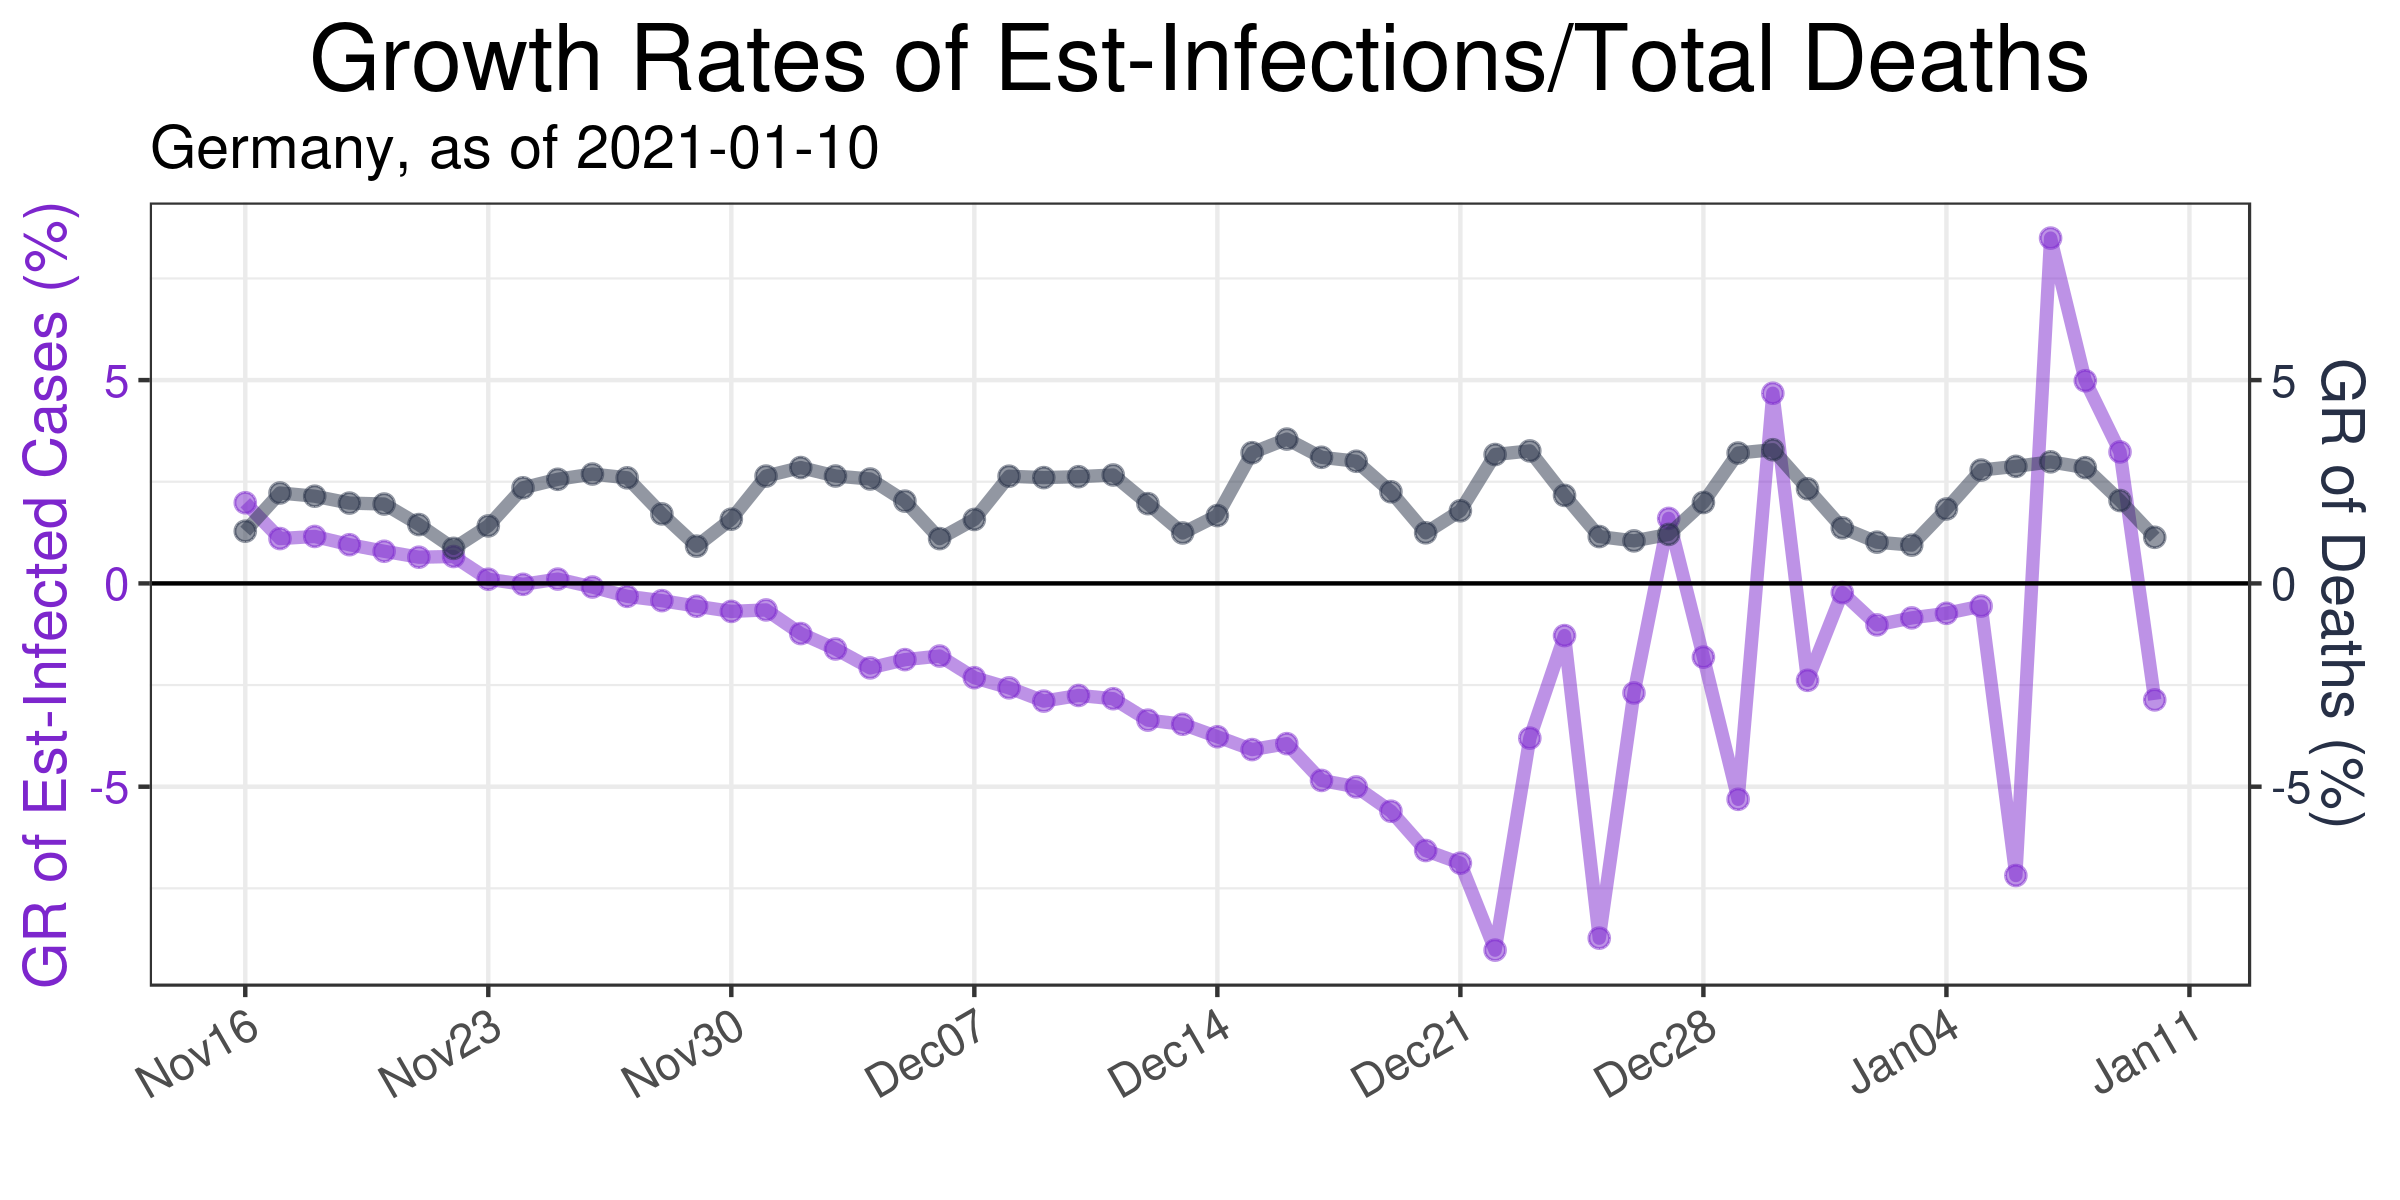 Growth Rates of Est-Infections/Total Deaths
Germany, as of 2021-01-10
GR of Est-Infected Cases (%)
5
0
-5
5
0
-5
GR of Deaths (%)
Nov16
Nov23
Nov30
Dec07
Dec14
Dec21
Dec28
Jan04
Jan11